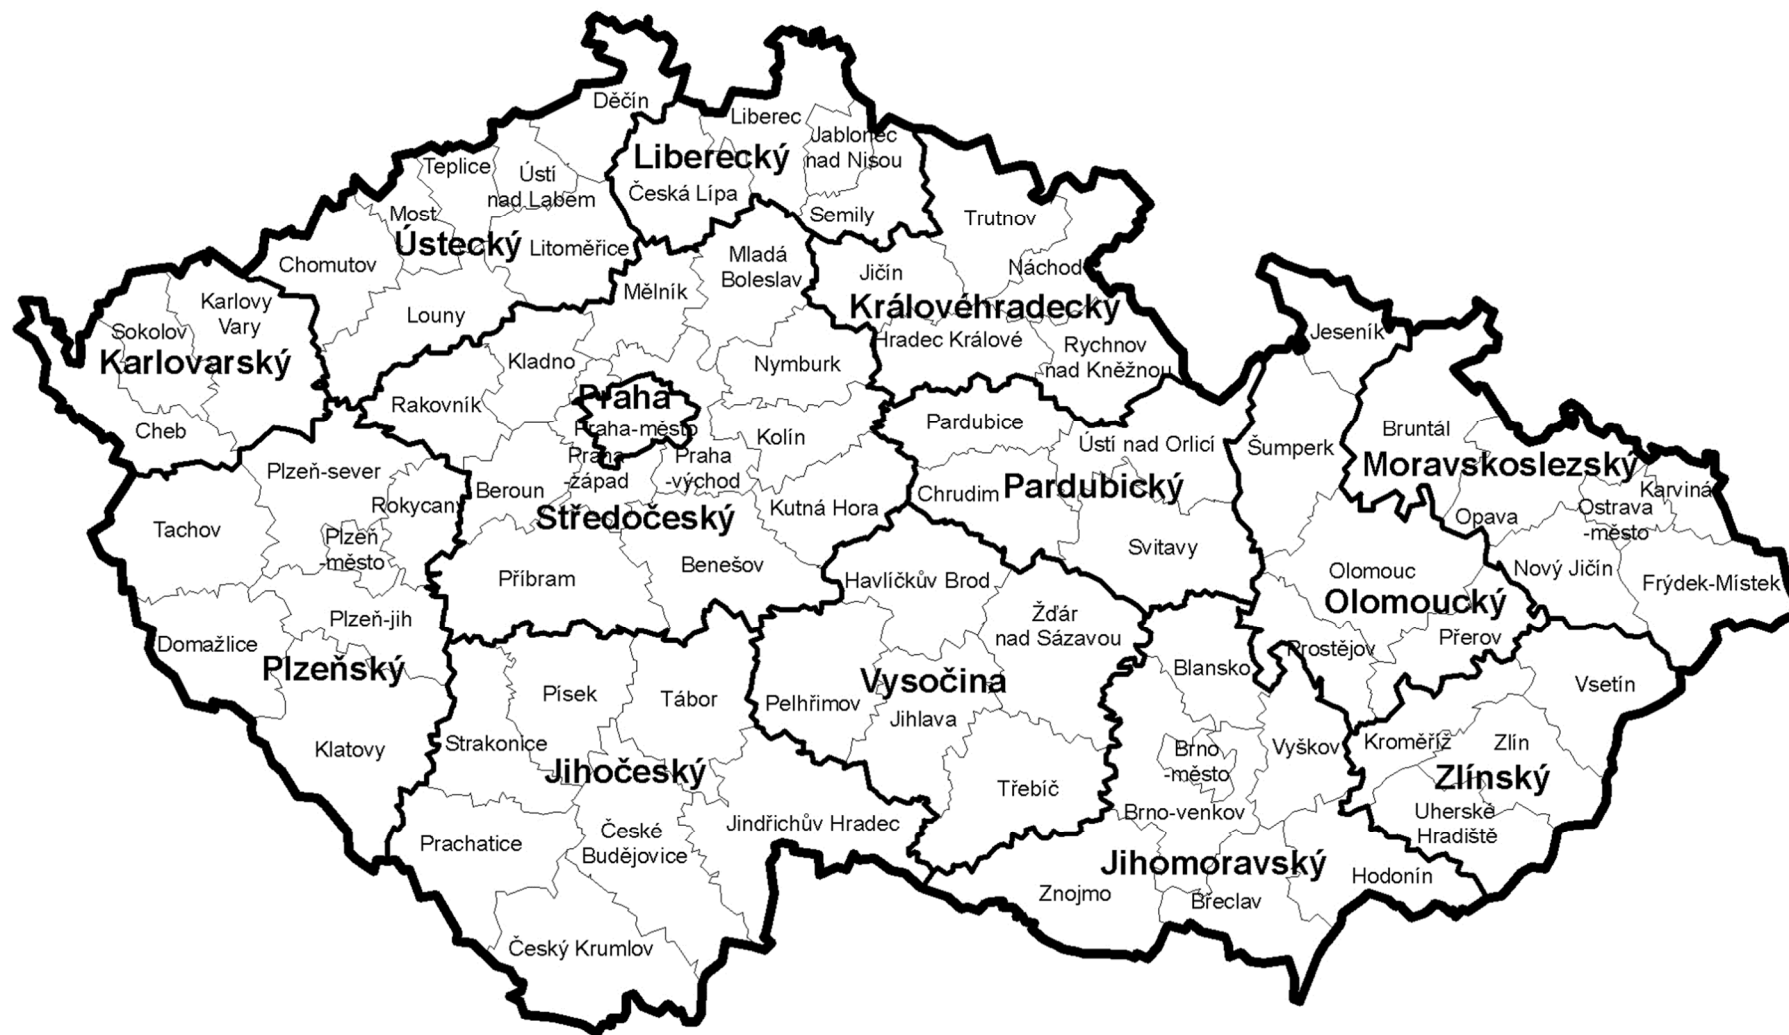 Děčín
Liberec
Jablonec
nad Nisou
Liberecký
Česká Lípa
Semily
Teplice
Ústí
nad Labem
Most
Ústecký
Litoměřice
Chomutov
Louny
Trutnov
Náchod
Jičín
Královéhradecký
Hradec Králové
Rychnov
nad Kněžnou
Mladá
Boleslav
Mělník
Karlovy
Vary
Sokolov
Karlovarský
Cheb
Kladno
Nymburk
Rakovník
Praha
Praha-město
Kolín
Praha
-západ
Praha
-východ
Beroun
Středočeský
Kutná Hora
Příbram
Benešov
Jeseník
Šumperk
Bruntál
Moravskoslezský
Karviná
Ostrava
-město
Opava
Nový Jičín
Frýdek-Místek
Pardubice
Ústí nad Orlicí
Chrudim
Pardubický
Svitavy
Plzeň-sever
Rokycany
Tachov
Plzeň
-město
Plzeň-jih
Domažlice
Plzeňský
Klatovy
Havlíčkův Brod
Žďár
nad Sázavou
Vysočina
Pelhřimov
Jihlava
Třebíč
Olomouc
Olomoucký
Prostějov
Přerov
Písek
Tábor
Strakonice
Jihočeský
Prachatice
České
Budějovice
Jindřichův Hradec
Český Krumlov
Blansko
Brno
-město
Vyškov
Brno-venkov
Jihomoravský
Znojmo
Břeclav
Hodonín
Vsetín
Kroměříž
Zlín
Zlínský
Uherské
Hradiště